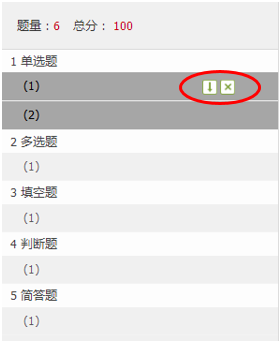 题量：6 总分： 100
1 单选题
(1)
(2)
2 多选题
(1)
3 填空题
(1)
4 判断题
(1)
5 简答题
(1)